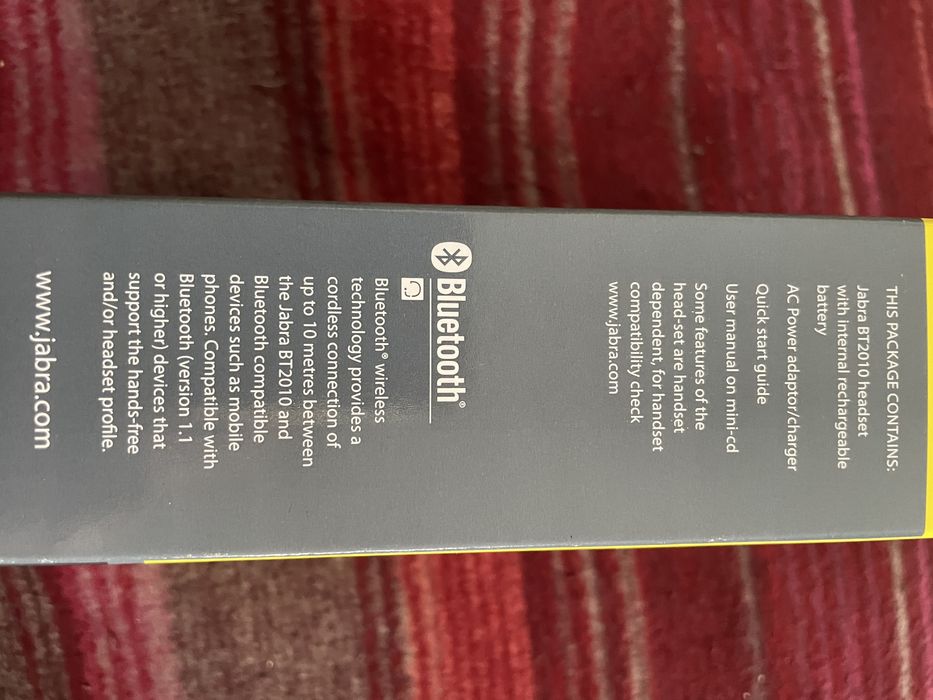 THIS PACKAGE CONTAINS:
Jabra BT2010 headset
with internal rechargeable
battery
AC Power adaptor/charger
Quick start guide
User manual on mini-cd
Some features of the
head-set are handset
dependent, for handset
compatibility check
www.jabra.com
Bluetooth®
Bluetooth® wireless
technology provides a
cordless connection of
up to 10 metres between
the Jabra BT2010 and
Bluetooth compatible
devices such as mobile
phones. Compatible with
Bluetooth (version 1.1
or higher) devices that
support the hands-free
and/or headset profile.
www.jabra.com